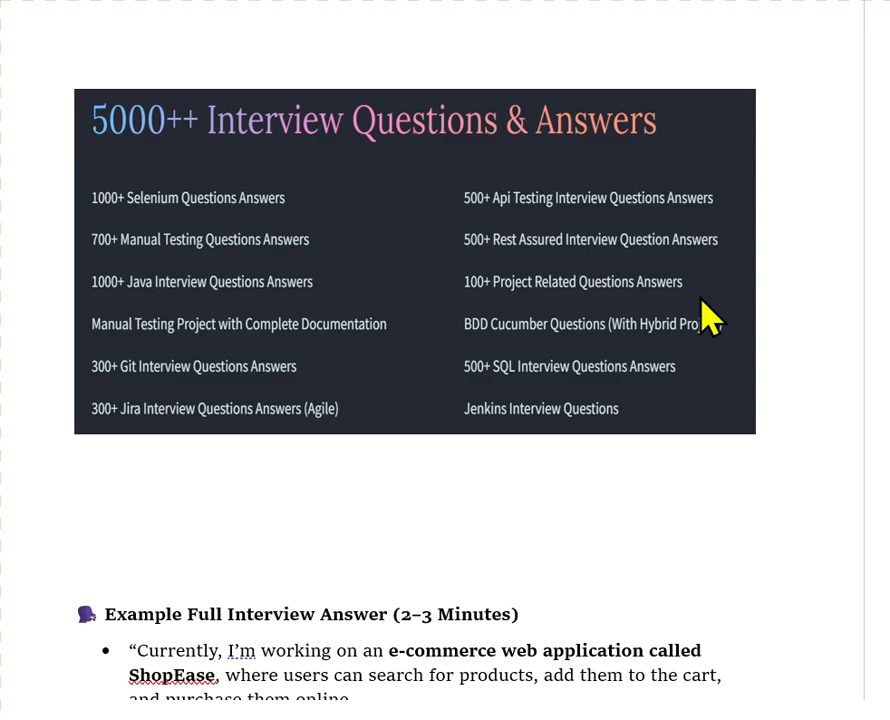 5000++ Interview Questions & Answers
1000+ Selenium Questions Answers
700+ Manual Testing Questions Answers
1000+ Java Interview Questions Answers
Manual Testing Project with Complete Documentation
300+ Git Interview Questions Answers
300+ Jira Interview Questions Answers (Agile)
500+ Api Testing Interview Questions Answers
500+ Rest Assured Interview Question Answers
100+ Project Related Questions Answers
BDD Cucumber Questions (With Hybrid
500+ SQL Interview Questions Answers
Jenkins Interview Questions
Example Full Interview Answer (2–3 Minutes)
• “Currently, I’m working on an e-commerce web application called
ShopEase, where users can search for products, add them to the cart,
and purchase them online